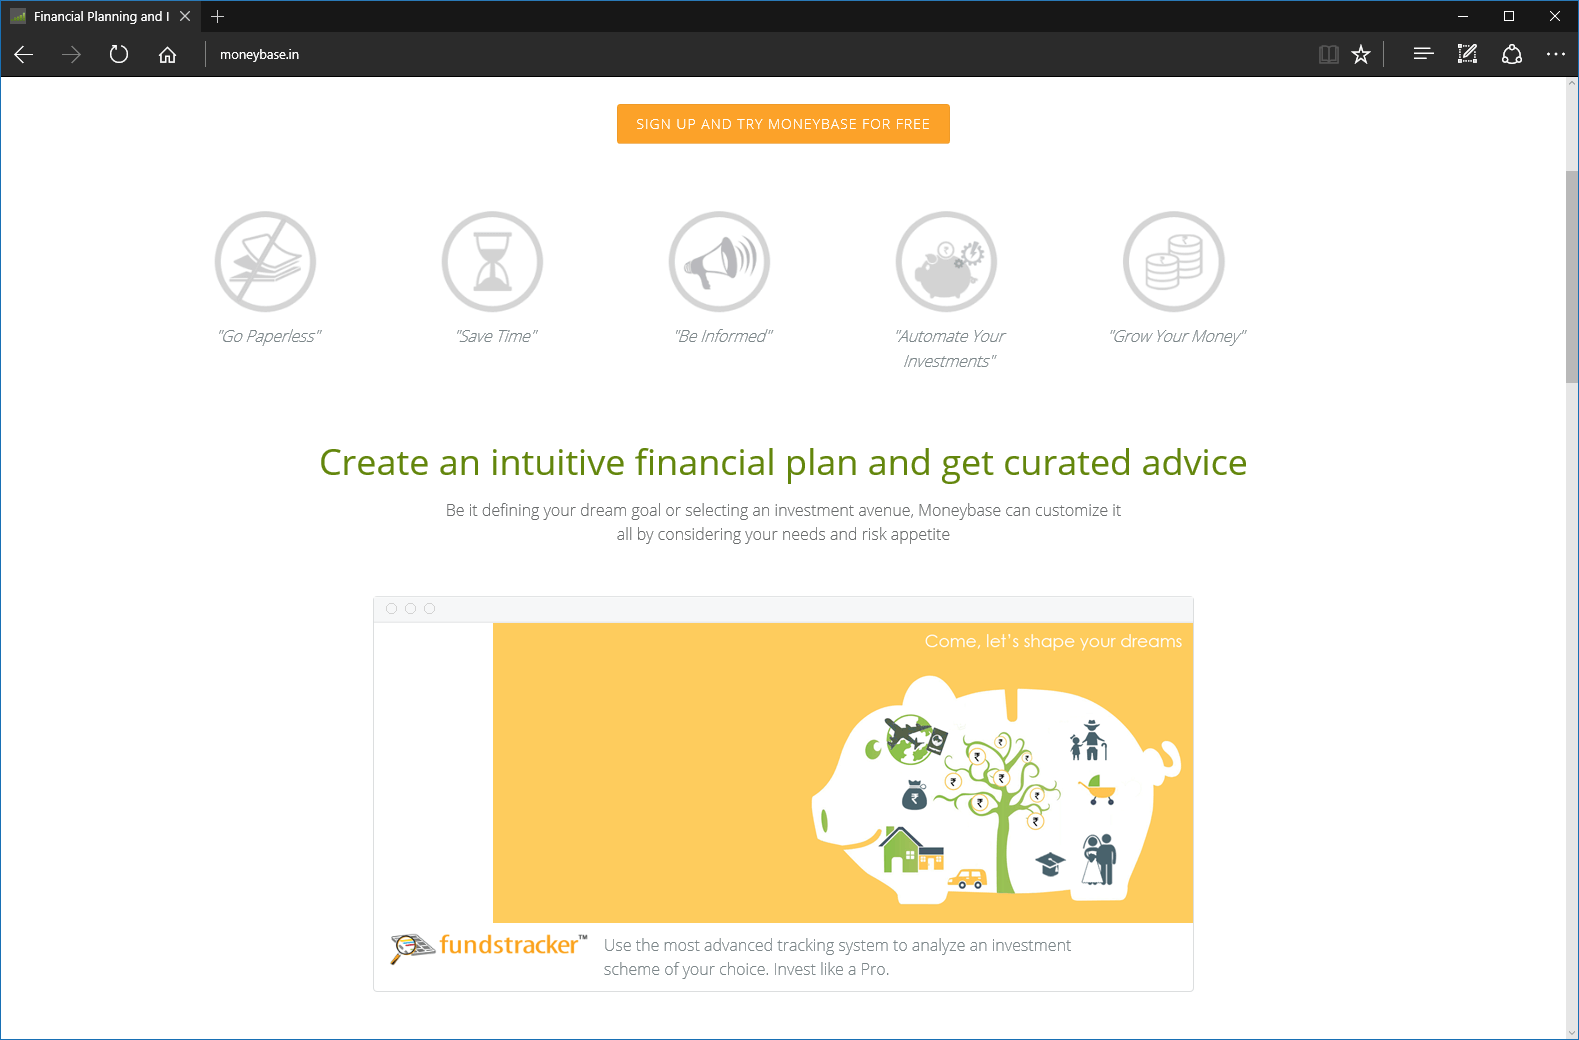 Financial Planning and I
moneybase.in
SIGN UP AND TRY MONEYBASE FOR FREE
"Go Paperless"
"Save Time"
"Be Informed"
"Automate Your
Investments"
"Grow Your Money"
Create an intuitive financial plan and get curated advice
Be it defining your dream goal or selecting an investment avenue, Moneybase can customize it
all by considering your needs and risk appetite
Come, let's shape your dreams
fundstracker™
Use the most advanced tracking system to analyze an investment
scheme of your choice. Invest like a Pro.